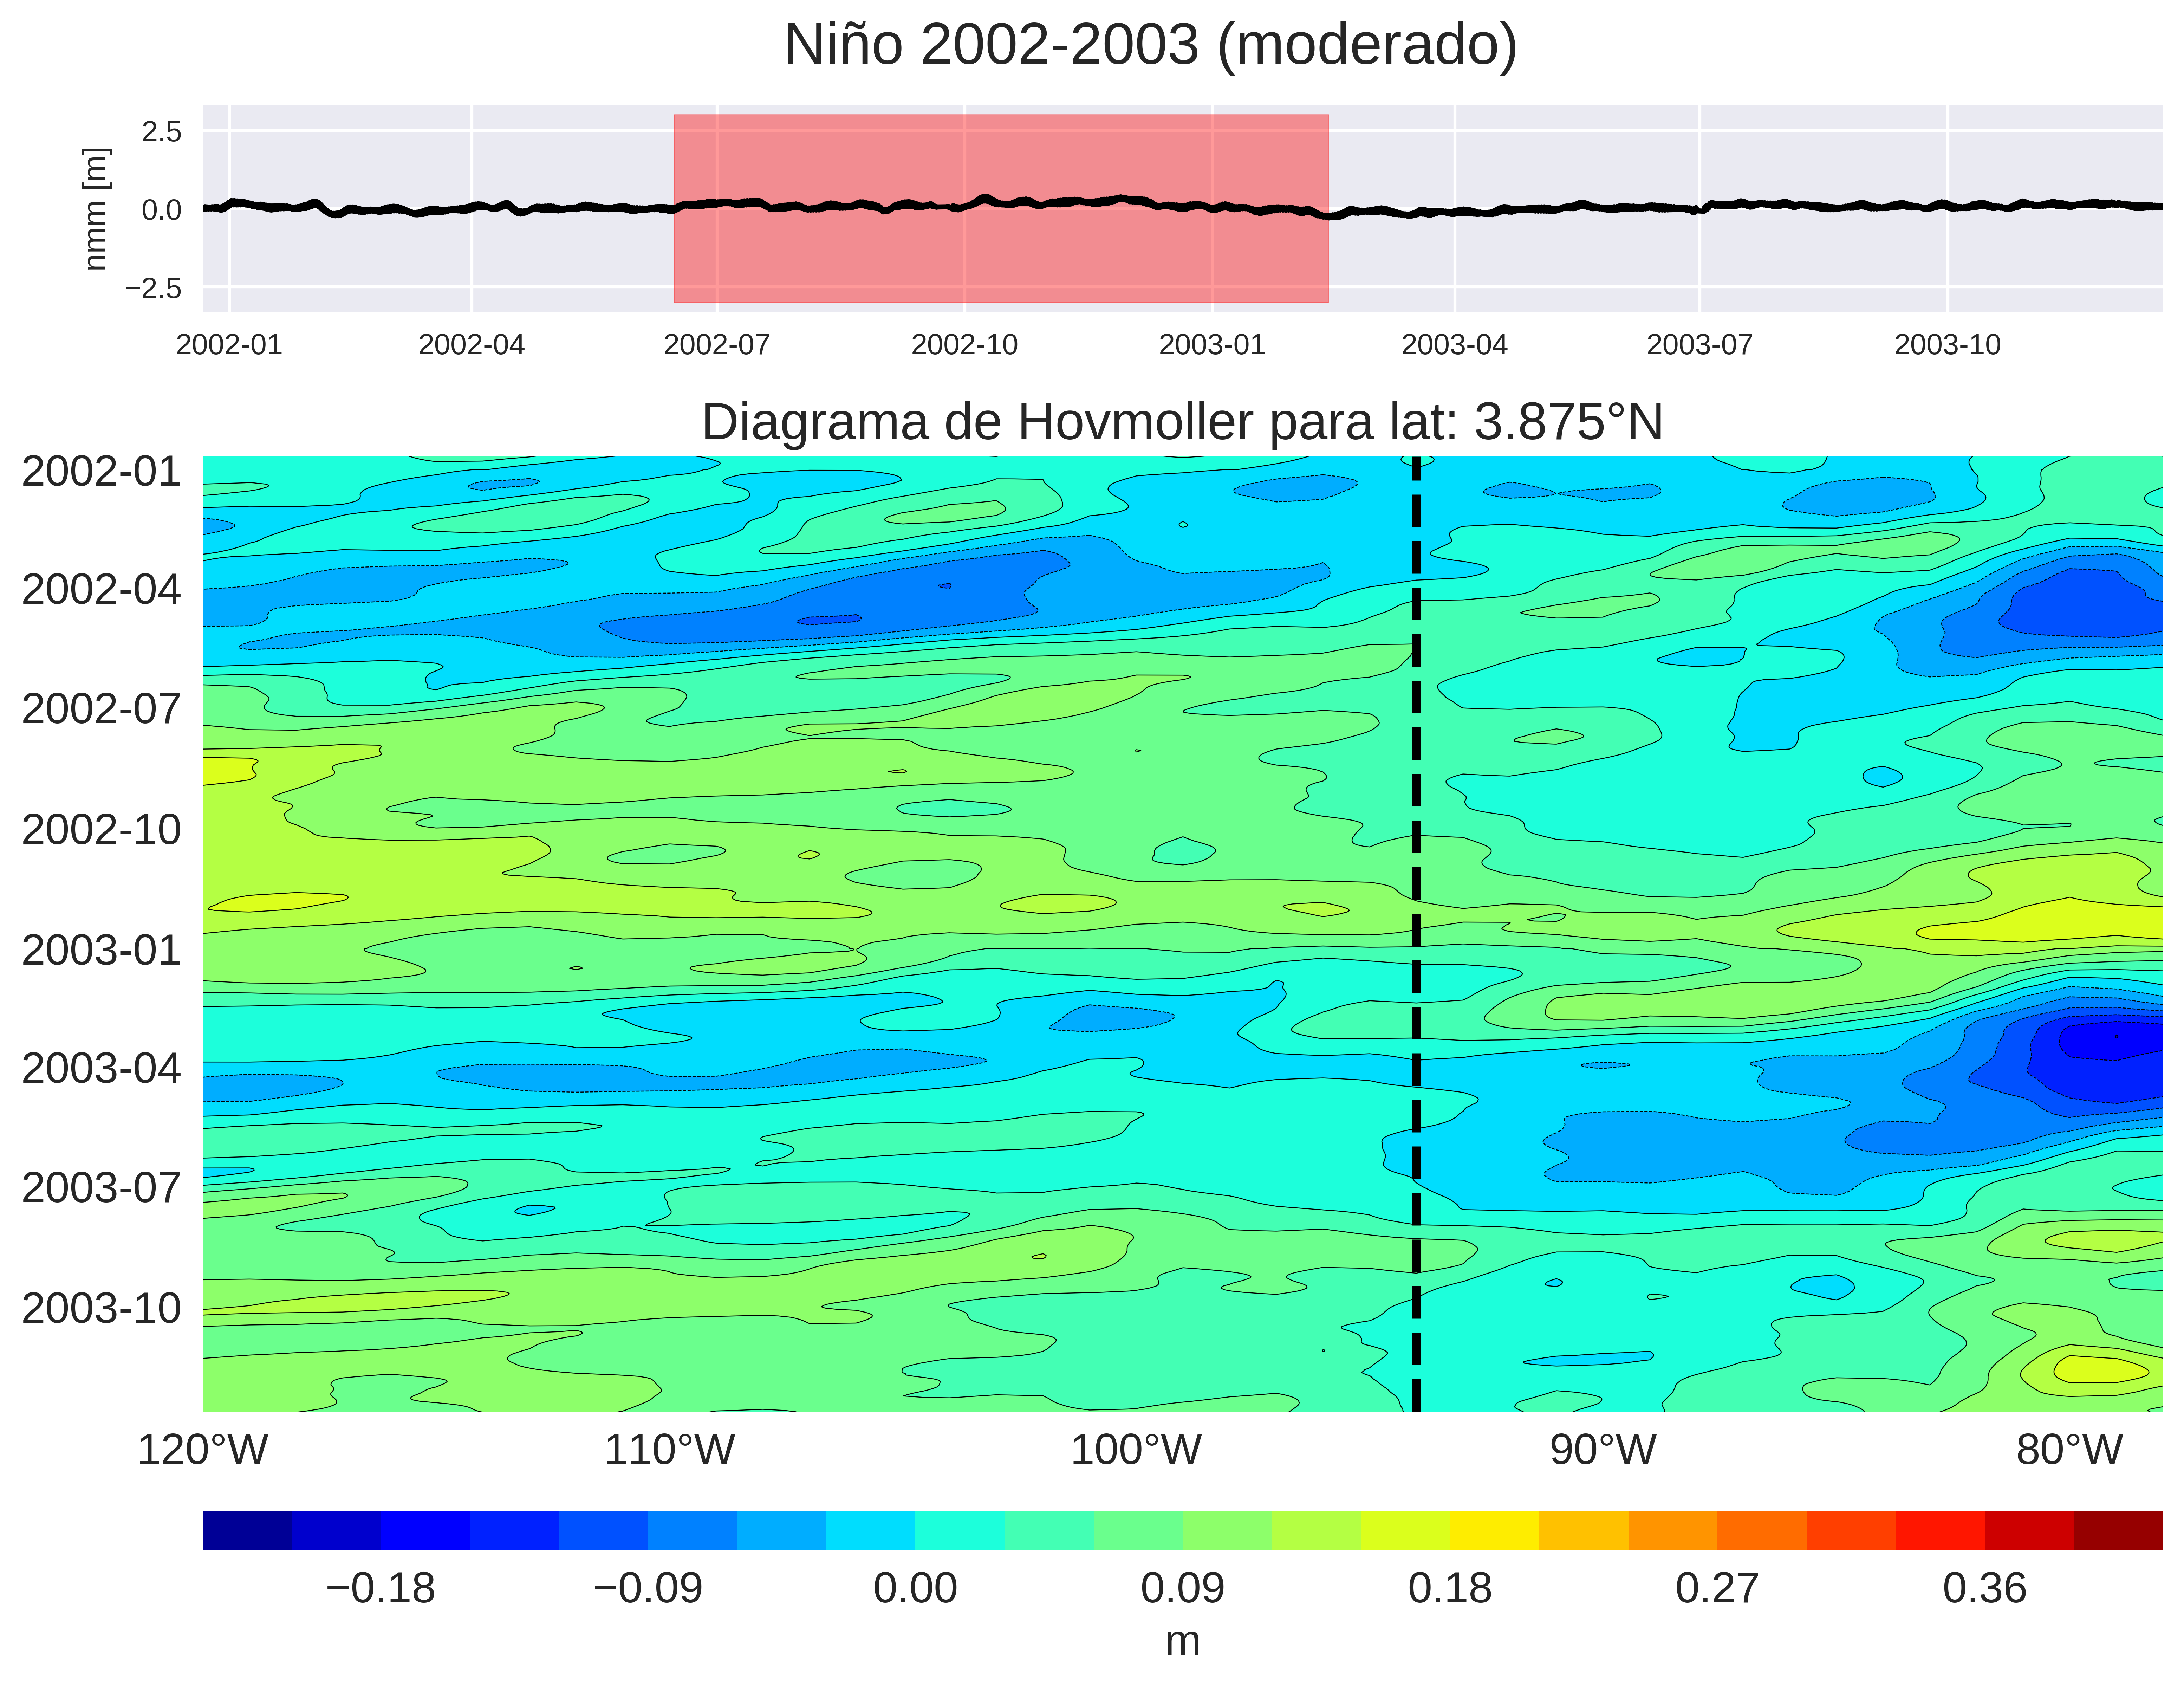 Niño 2002-2003 (moderado)
nmm [m]
2.5
0.0
−2.5
2002-01 2002-04 2002-07 2002-10 2003-01 2003-04 2003-07 2003-10
Diagrama de Hovmoller para lat: 3.875°N
2002-01
2002-04
2002-07
2002-10
2003-01
2003-04
2003-07
2003-10
120°W 110°W 100°W 90°W 80°W
−0.18 −0.09 0.00 0.09 0.18 0.27 0.36
m